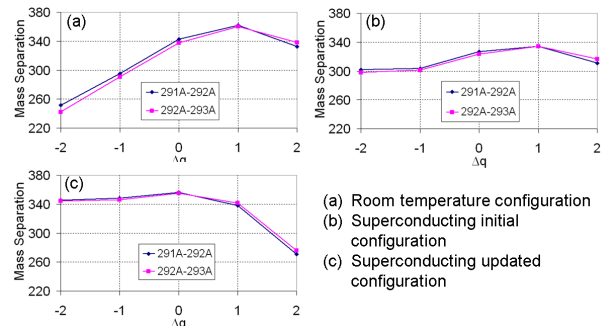 (a)
Mass Separation
380
340
300
260
220
291A-292A
292A-293A
-2 -1 0 1 2
Δq
(b)
Mass Separation
380
340
300
260
220
291A-292A
292A-293A
-2 -1 0 1 2
Δq
(c)
Mass Separation
380
340
300
260
220
291A-292A
292A-293A
-2 -1 0 1 2
Δq
(a) Room temperature configuration
(b) Superconducting initial
configuration
(c) Superconducting updated
configuration